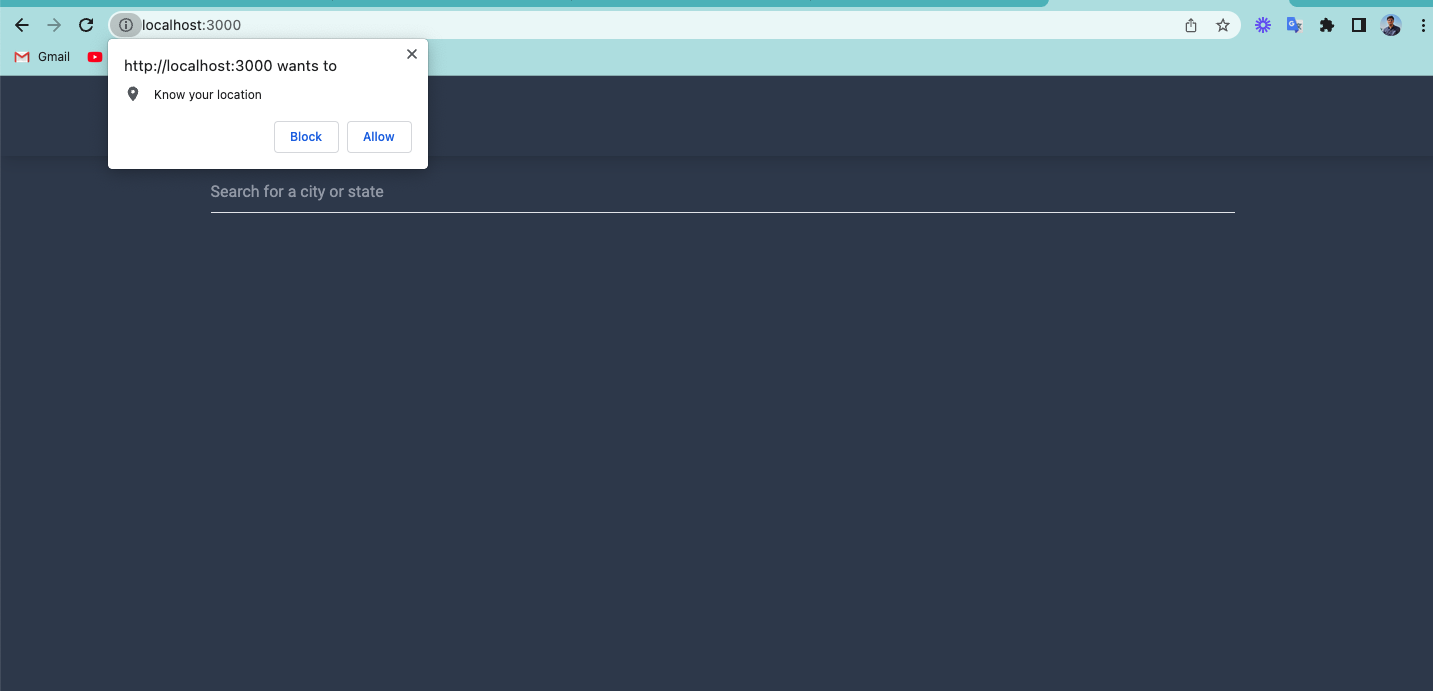 localhost:3000
Gmail
http://localhost:3000 wants to
Know your location
Block Allow
Search for a city or state